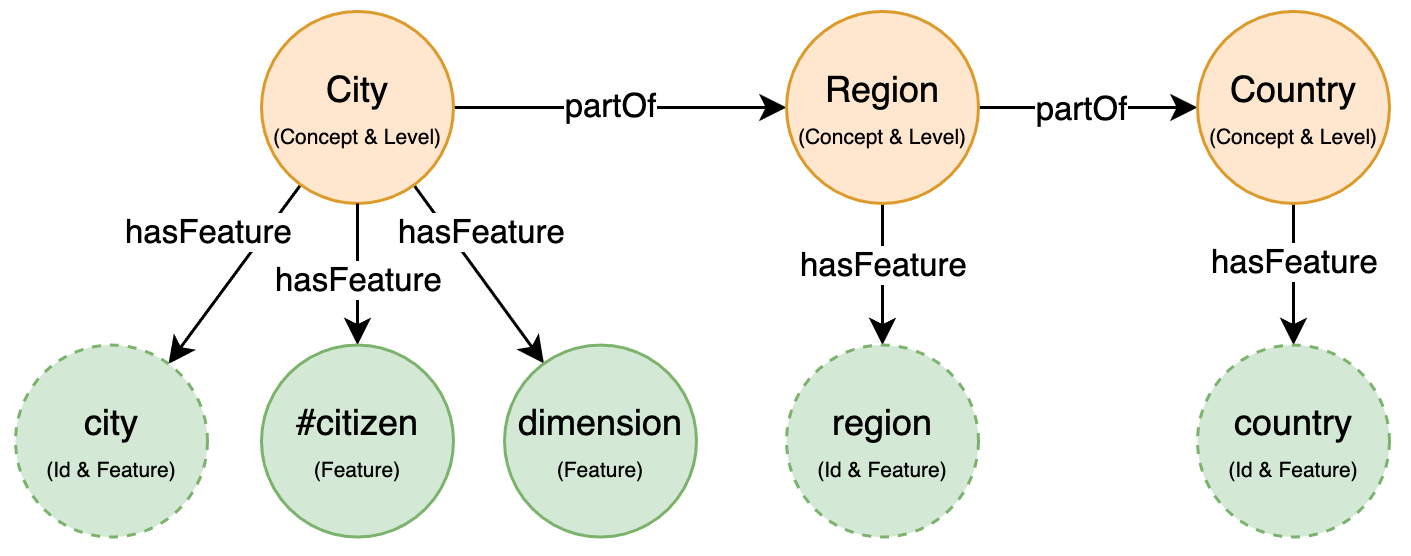 City
(Concept & Level)
partOf
Region
(Concept & Level)
partOf
Country
(Concept & Level)
hasFeature
hasFeature
hasFeature
hasFeature
hasFeature
city
(Id & Feature)
#citizen
(Feature)
dimension
(Feature)
region
(Id & Feature)
country
(Id & Feature)